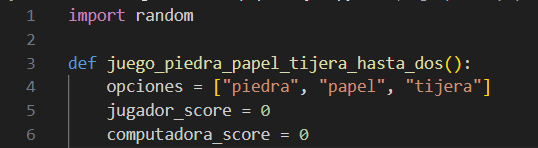 1 import random
2
3 def juego_piedra_papel_tijera_hasta_dos():
4     opciones = ["piedra", "papel", "tijera"]
5     jugador_score = 0
6     computadora_score = 0